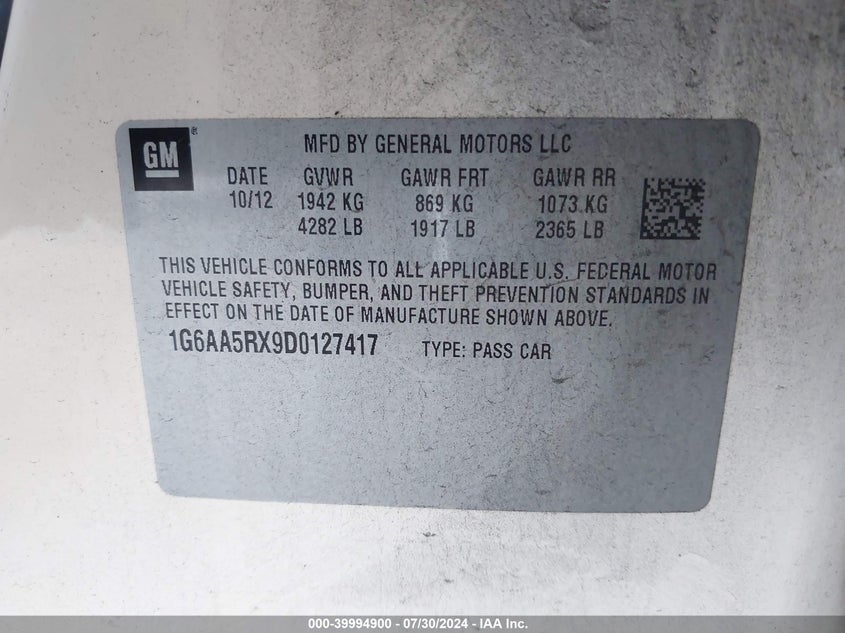 GM ®
MFD BY GENERAL MOTORS LLC
DATE GVWR GAWR FRT GAWR RR
10/12 1942 KG 869 KG 1073 KG
4282 LB 1917 LB 2365 LB
THIS VEHICLE CONFORMS TO ALL APPLICABLE U.S. FEDERAL MOTOR
VEHICLE SAFETY, BUMPER, AND THEFT PREVENTION STANDARDS IN
EFFECT ON THE DATE OF MANUFACTURE SHOWN ABOVE.
1G6AA5RX9D0127417 TYPE: PASS CAR
000-39994900 - 07/30/2024 - IAA Inc.